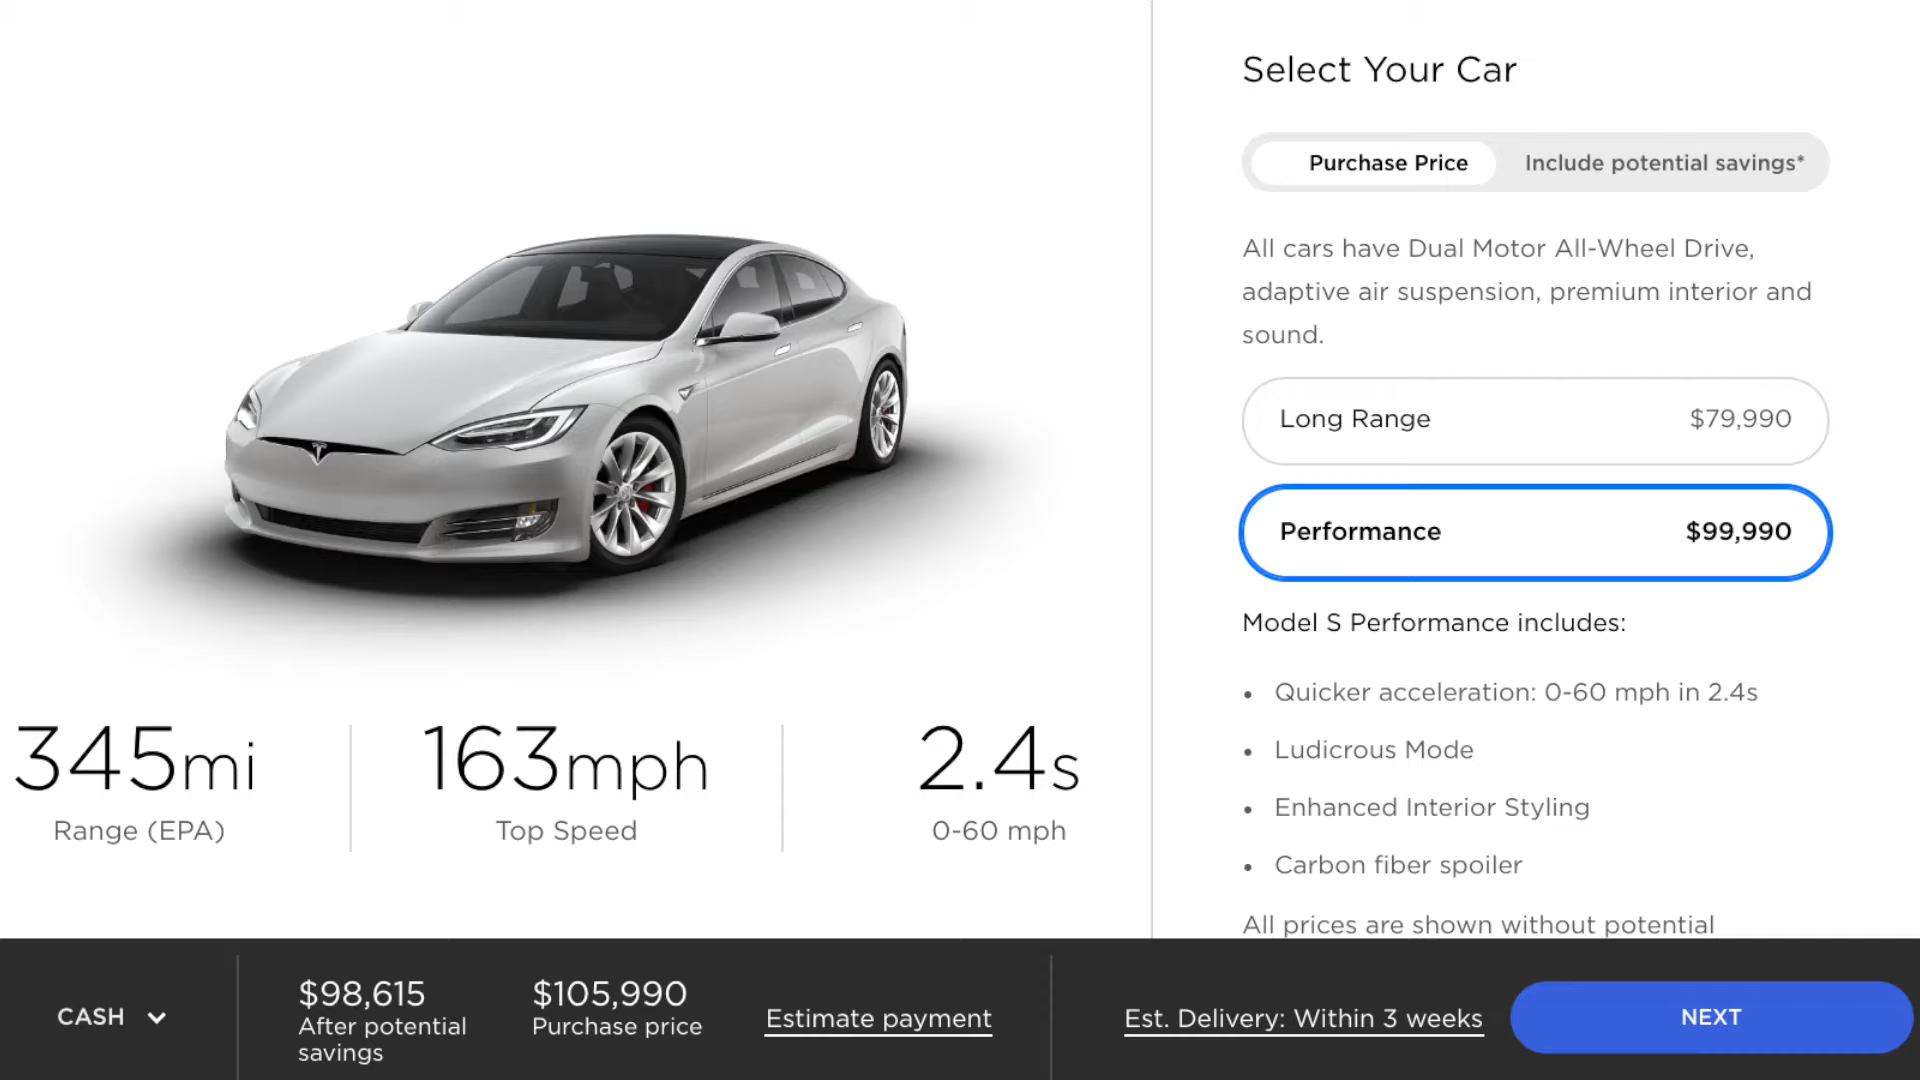 Select Your Car
Purchase Price
Include potential savings*
All cars have Dual Motor All-Wheel Drive,
adaptive air suspension, premium interior and
sound.
Long Range
$79,990
Performance
$99,990
Model S Performance includes:
• Quicker acceleration: 0-60 mph in 2.4s
• Ludicrous Mode
• Enhanced Interior Styling
• Carbon fiber spoiler
All prices are shown without potential
345mi
Range (EPA)
163mph
Top Speed
2.4s
0-60 mph
CASH
$98,615
After potential
savings
$105,990
Purchase price
Estimate payment
Est. Delivery: Within 3 weeks
NEXT